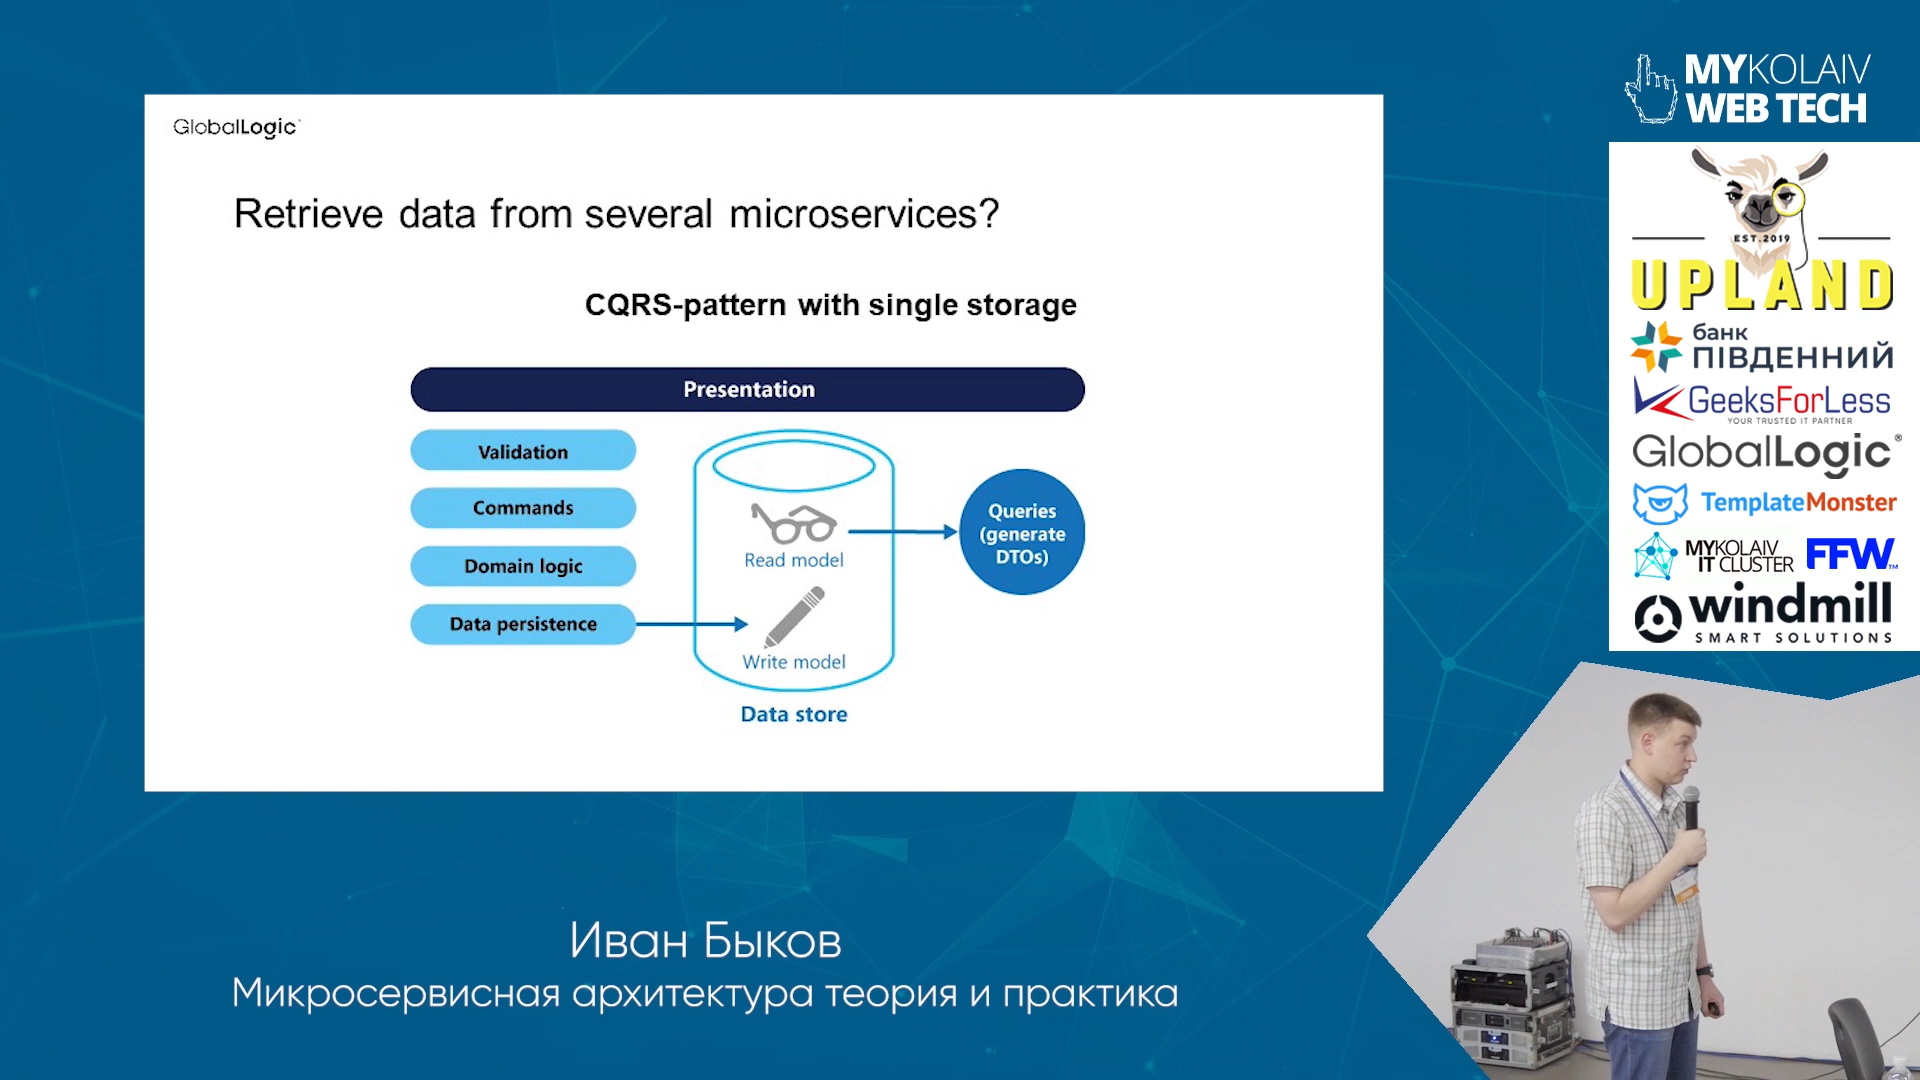 GlobalLogic
Retrieve data from several microservices?
CQRS-pattern with single storage
Presentation
Validation
Commands
Domain logic
Data persistence
Read model
Write model
Data store
Queries
(generate
DTOs)
Иван Быков
Микросервисная архитектура теория и практика
MYKOLAIV
WEB TECH
EST.2019
UPLAND
банк
ПІВДЕННИЙ
GeeksForLess
YOUR TRUSTED IT PARTNER
GlobalLogic®
TemplateMonster
MYKOLAIV
IT CLUSTER
FFW™
windmill
SMART SOLUTIONS